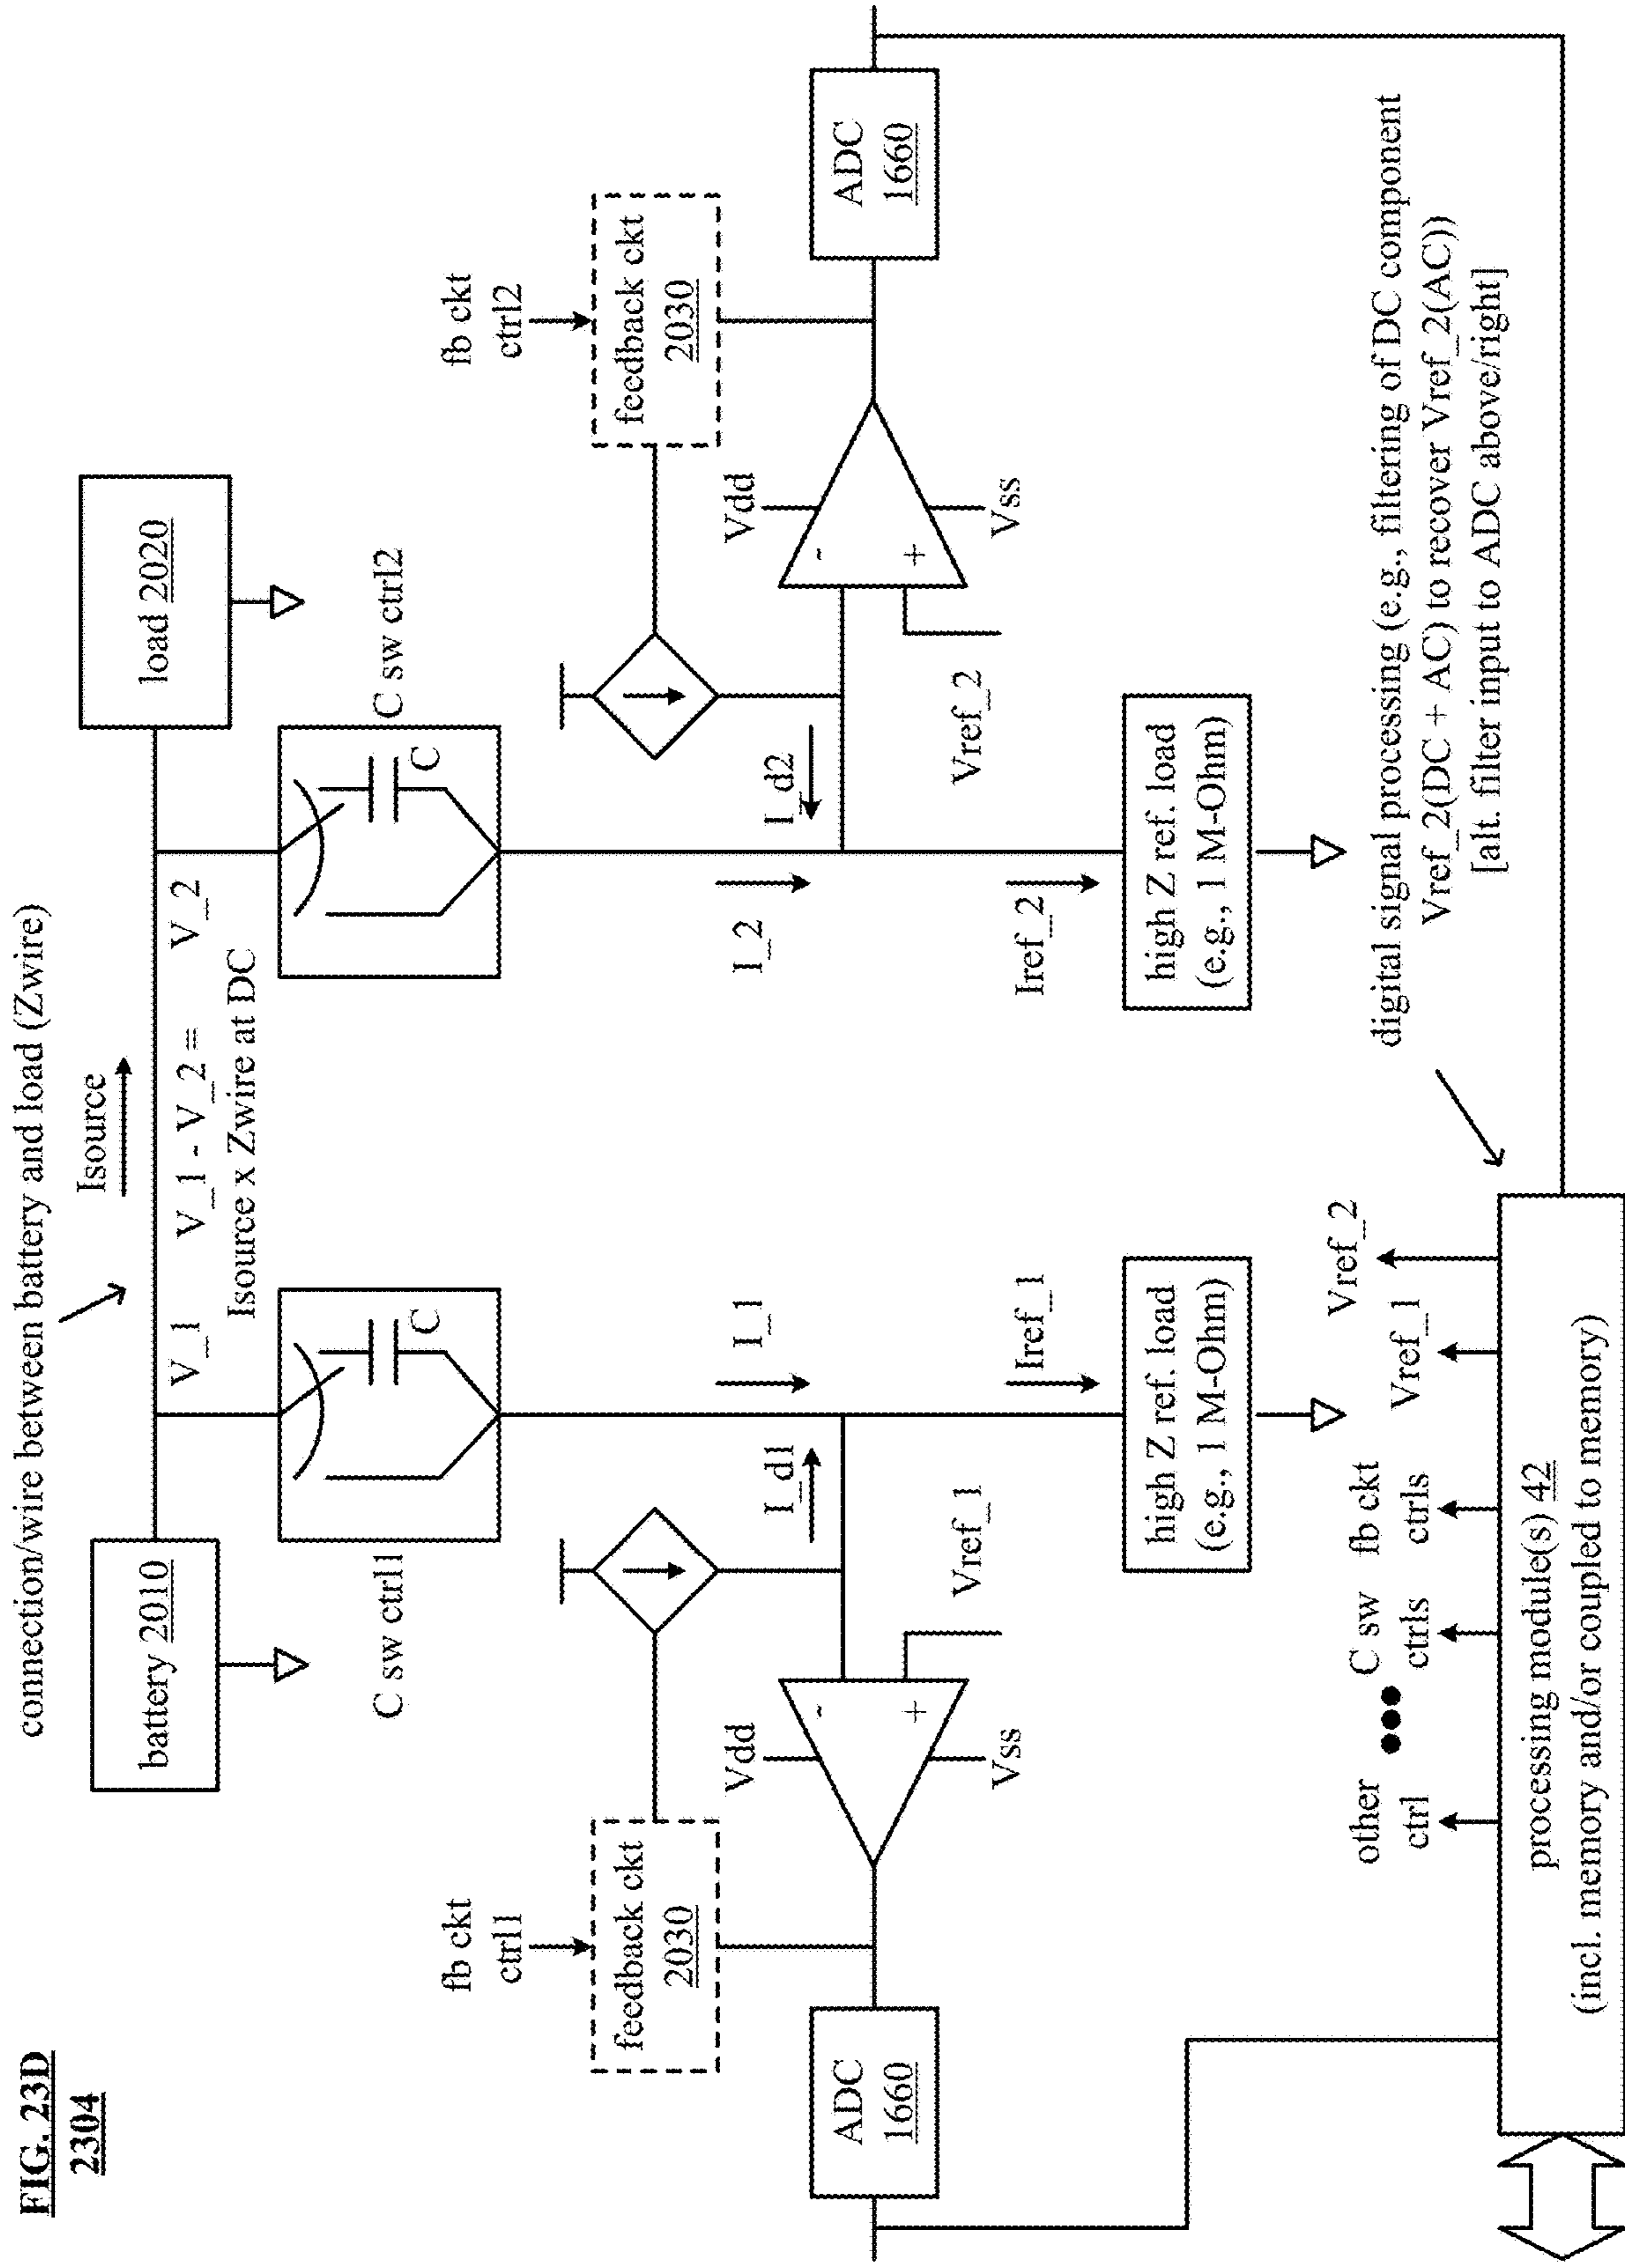 FIG. 23D
2304
connection/wire between battery and load (Zwire)
Isource
battery 2010
load 2020
V_1
V_1 - V_2 =
V_2
Isource x Zwire at DC
C sw ctrl1
C
C
C sw ctrl2
fb ckt
ctrl1
fb ckt
ctrl2
feedback ckt
2030
feedback ckt
2030
I_d1
I_1
I_2
I_d2
Vdd
Vdd
ADC
1660
-
+
-
+
ADC
1660
Vss
Vref_1
Vref_2
Vss
Iref_1
Iref_2
high Z ref. load
(e.g., 1 M-Ohm)
high Z ref. load
(e.g., 1 M-Ohm)
other
ctrl
C sw
ctrls
fb ckt
ctrls
Vref_1
Vref_2
digital signal processing (e.g., filtering of DC component
Vref_2(DC + AC) to recover Vref_2(AC))
[alt. filter input to ADC above/right]
processing module(s) 42
(incl. memory and/or coupled to memory)